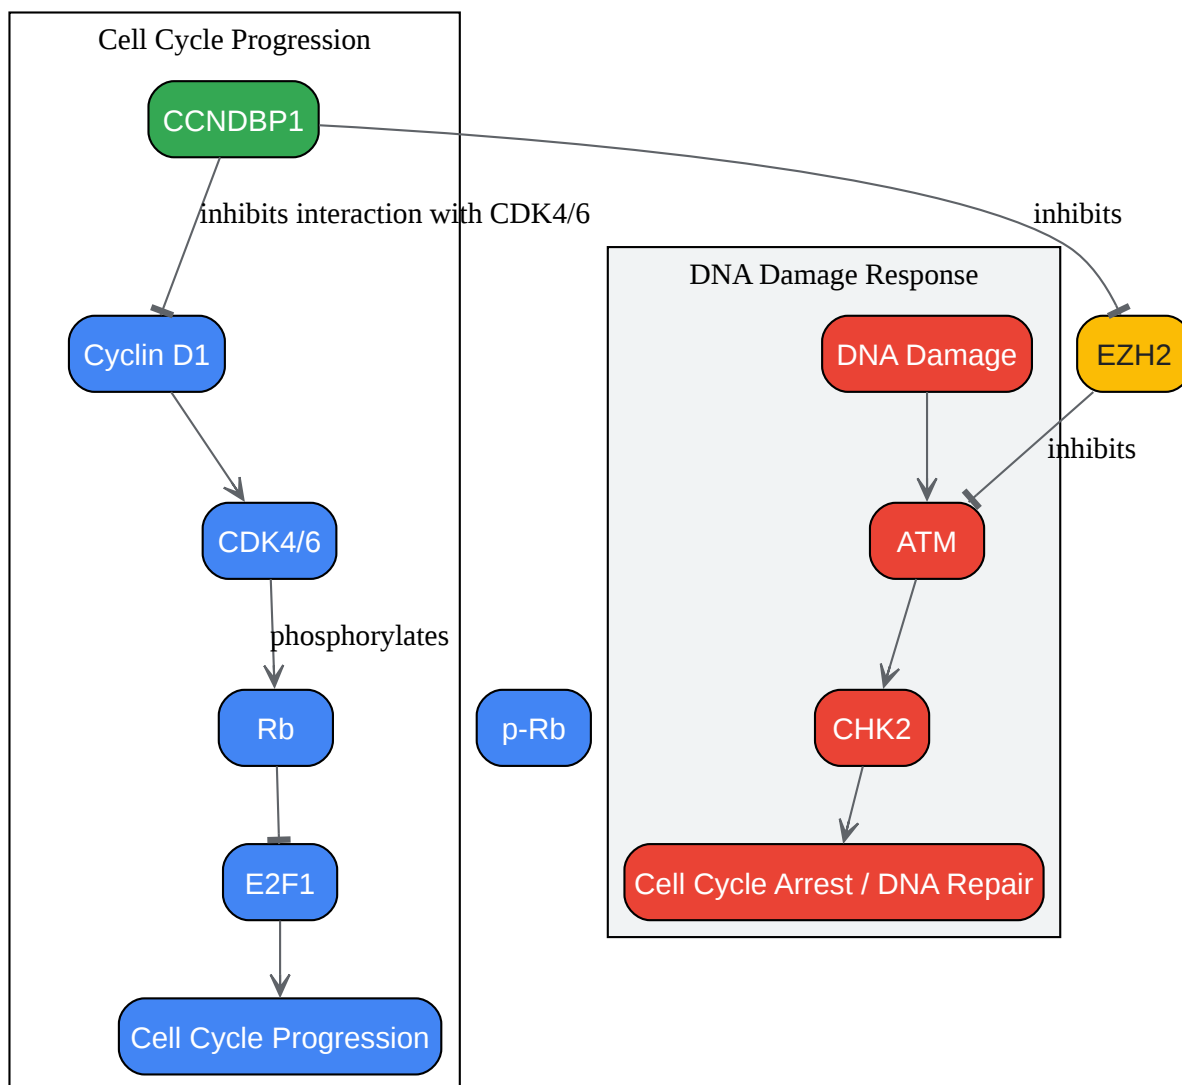 Cell Cycle Progression
CCNDBP1
inhibits interaction with CDK4/6
inhibits
DNA Damage Response
Cyclin D1
DNA Damage
EZH2
inhibits
CDK4/6
ATM
phosphorylates
Rb
p-Rb
CHK2
E2F1
Cell Cycle Arrest / DNA Repair
Cell Cycle Progression